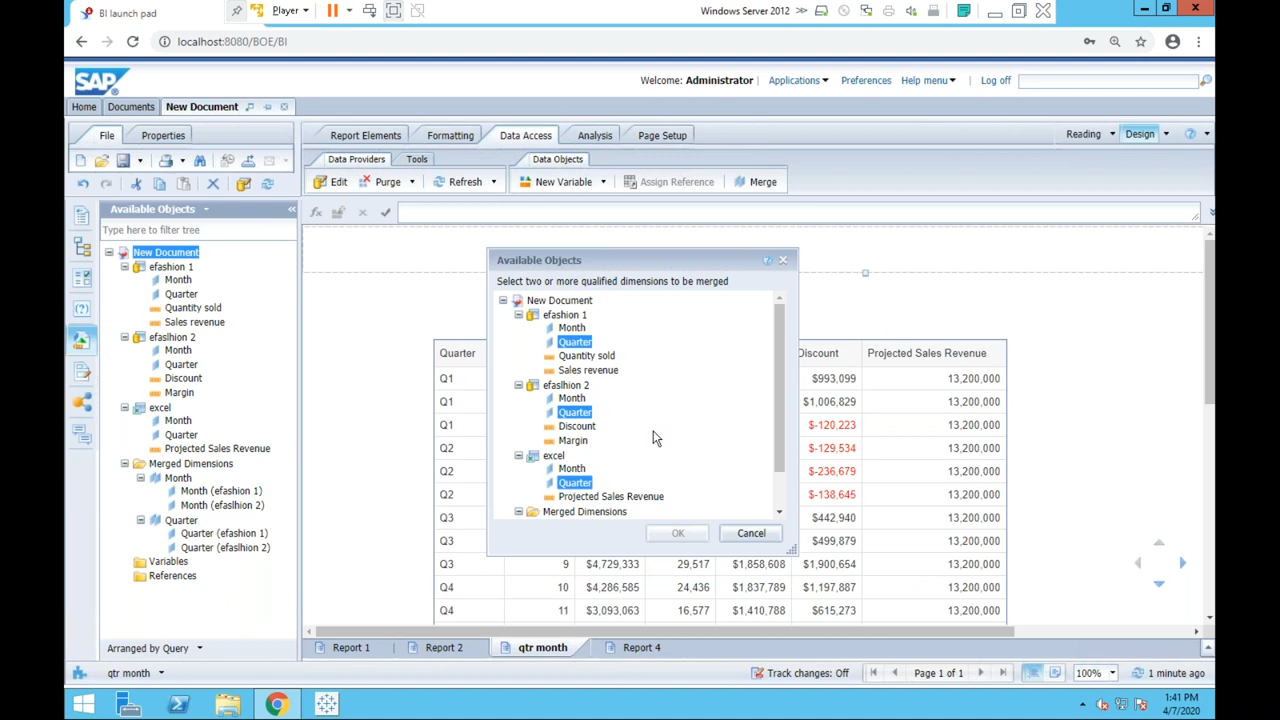 BI launch pad
Player
Windows Server 2012
localhost:8080/BOE/BI
SAP
Welcome: Administrator
Applications
Preferences
Help menu
Log off
Home
Documents
New Document
File
Properties
Report Elements
Formatting
Data Access
Analysis
Page Setup
Reading
Design
Data Providers
Tools
Data Objects
Edit
Purge
Refresh
New Variable
Assign Reference
Merge
Available Objects
Type here to filter tree
New Document
efashion 1
Month
Quarter
Quantity sold
Sales revenue
efaslhion 2
Month
Quarter
Discount
Margin
excel
Month
Quarter
Projected Sales Revenue
Merged Dimensions
Month
Month (efashion 1)
Month (efaslhion 2)
Quarter
Quarter (efashion 1)
Quarter (efaslhion 2)
Variables
References
Arranged by Query
Available Objects
Select two or more qualified dimensions to be merged
New Document
efashion 1
Month
Quarter
Quantity sold
Sales revenue
efaslhion 2
Month
Quarter
Discount
Margin
excel
Month
Quarter
Projected Sales Revenue
Merged Dimensions
OK
Cancel
Quarter Discount Projected Sales Revenue
Q1 $993,099 13,200,000
Q1 $1,006,829 13,200,000
Q1 $-120,223 13,200,000
Q2 $-129,534 13,200,000
Q2 $-236,679 13,200,000
Q2 $-138,645 13,200,000
Q3 $442,940 13,200,000
Q3 $499,879 13,200,000
Q3 9 $4,729,333 29,517 $1,858,608 $1,900,654 13,200,000
Q4 10 $4,286,585 24,436 $1,837,789 $1,197,887 13,200,000
Q4 11 $3,093,063 16,577 $1,410,788 $615,273 13,200,000
Report 1
Report 2
qtr month
Report 4
qtr month
Track changes: Off
Page 1 of 1
100%
1 minute ago
1:41 PM
4/7/2020